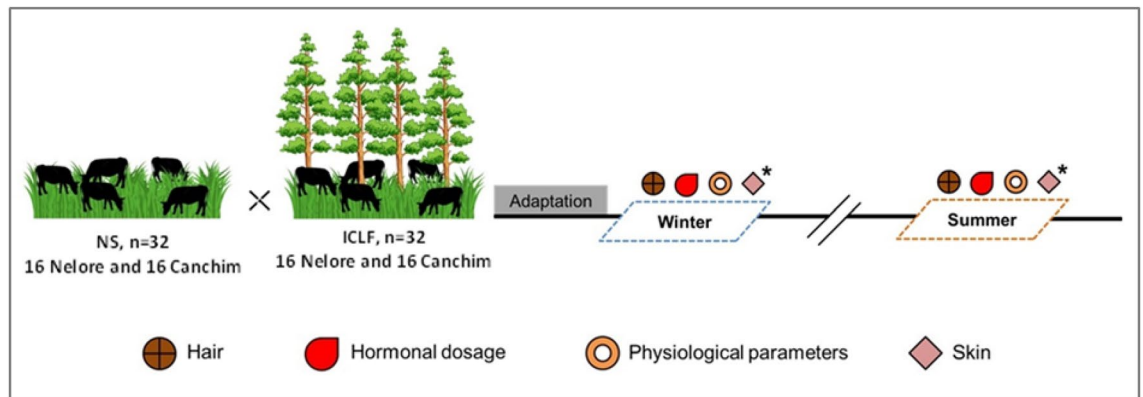 NS, n=32
16 Nelore and 16 Canchim
ICLF, n=32
16 Nelore and 16 Canchim
Adaptation
*
Winter
*
Summer
Hair
Hormonal dosage
Physiological parameters
Skin